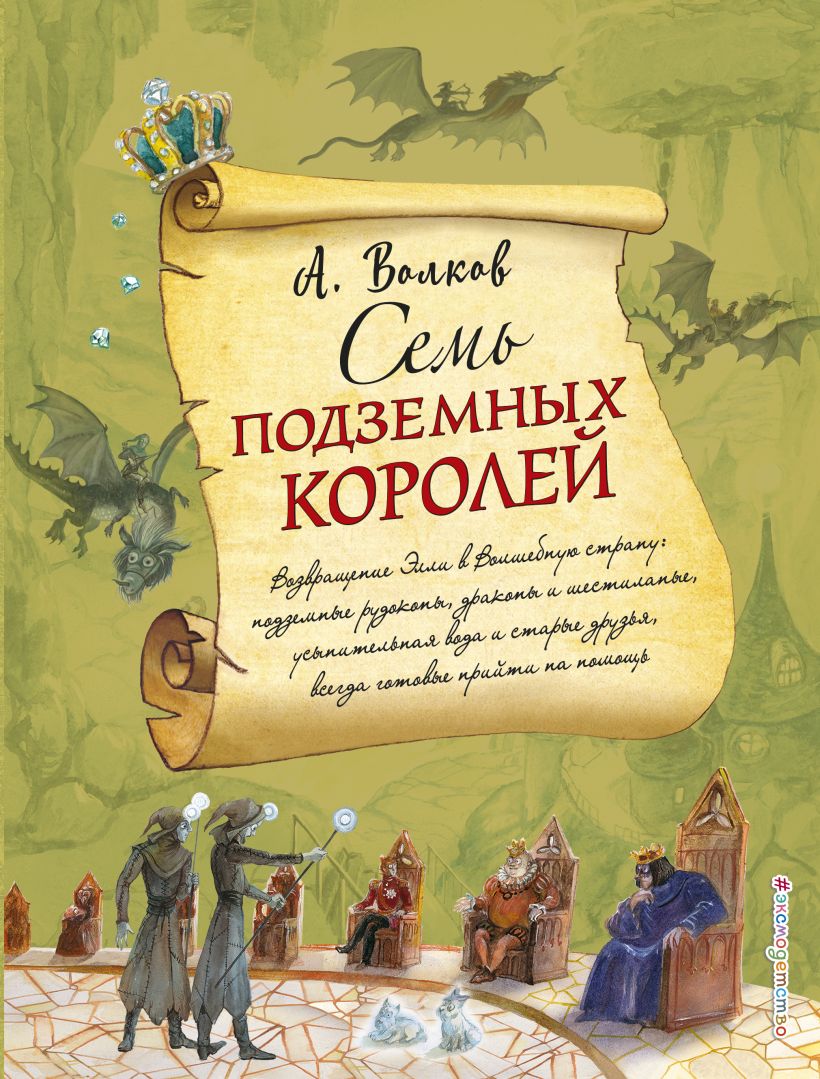 А. Волков
Семь
ПОДЗЕМНЫХ
КОРОЛЕЙ
Возвращение Элли в Волшебную страну:
подземные рудокопы, драконы и шестилапые,
усыпительная вода и старые друзья,
всегда готовые прийти на помощь
#эксмодетство